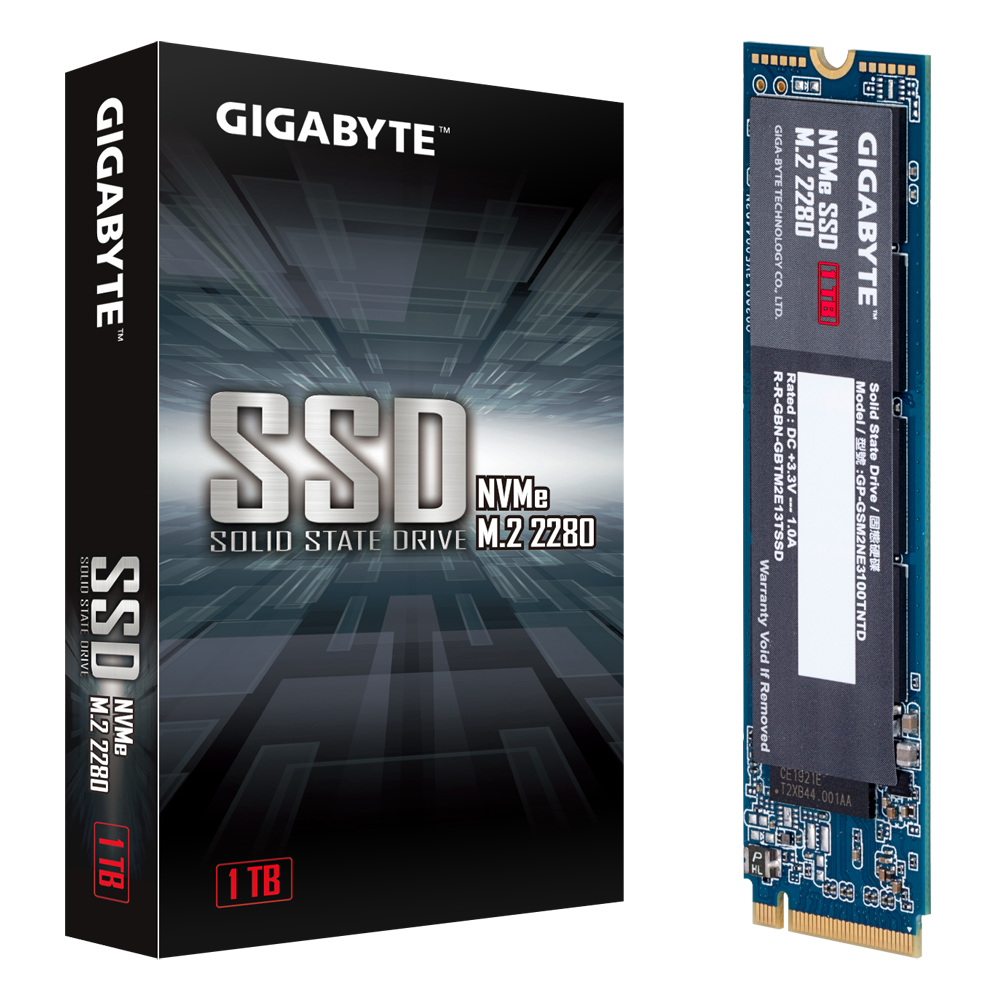 GIGABYTE™
SSD
SOLID STATE DRIVE
NVMe
M.2 2280
1 TB
GIGABYTE™
SSD
SOLID STATE DRIVE
NVMe
M.2 2280
1 TB
GIGABYTE™
NVMe SSD
M.2 2280
1 TB
GIGA-BYTE TECHNOLOGY CO., LTD.
Solid State Drive / 固態硬碟
Model / 型號 :GP-GSM2NE3100TNTD
Rated : DC +3.3V ⎓ 1.0A
R-R-GBN-GBTM2E13TSSD
Warranty Void If Removed
CE1921E
T2XB44.001AA
P
HL